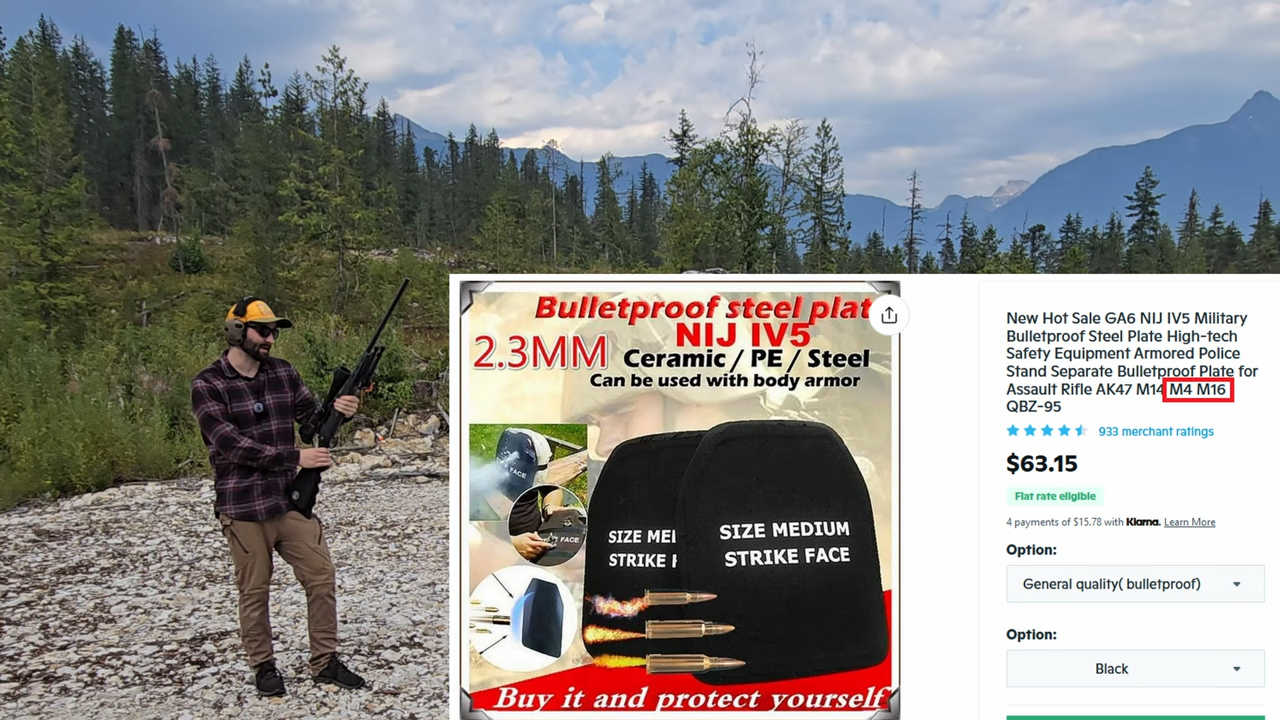 Bulletproof steel plat
NIJ IV5
2.3MM
Ceramic / PE / Steel
Can be used with body armor
FACE
FACE
SIZE MEI
STRIKE F
SIZE MEDIUM
STRIKE FACE
Buy it and protect yourself
New Hot Sale GA6 NIJ IV5 Military
Bulletproof Steel Plate High-tech
Safety Equipment Armored Police
Stand Separate Bulletproof Plate for
Assault Rifle AK47 M14 M4 M16
QBZ-95
933 merchant ratings
$63.15
Flat rate eligible
4 payments of $15.78 with Klarna. Learn More
Option:
General quality( bulletproof)
Option:
Black